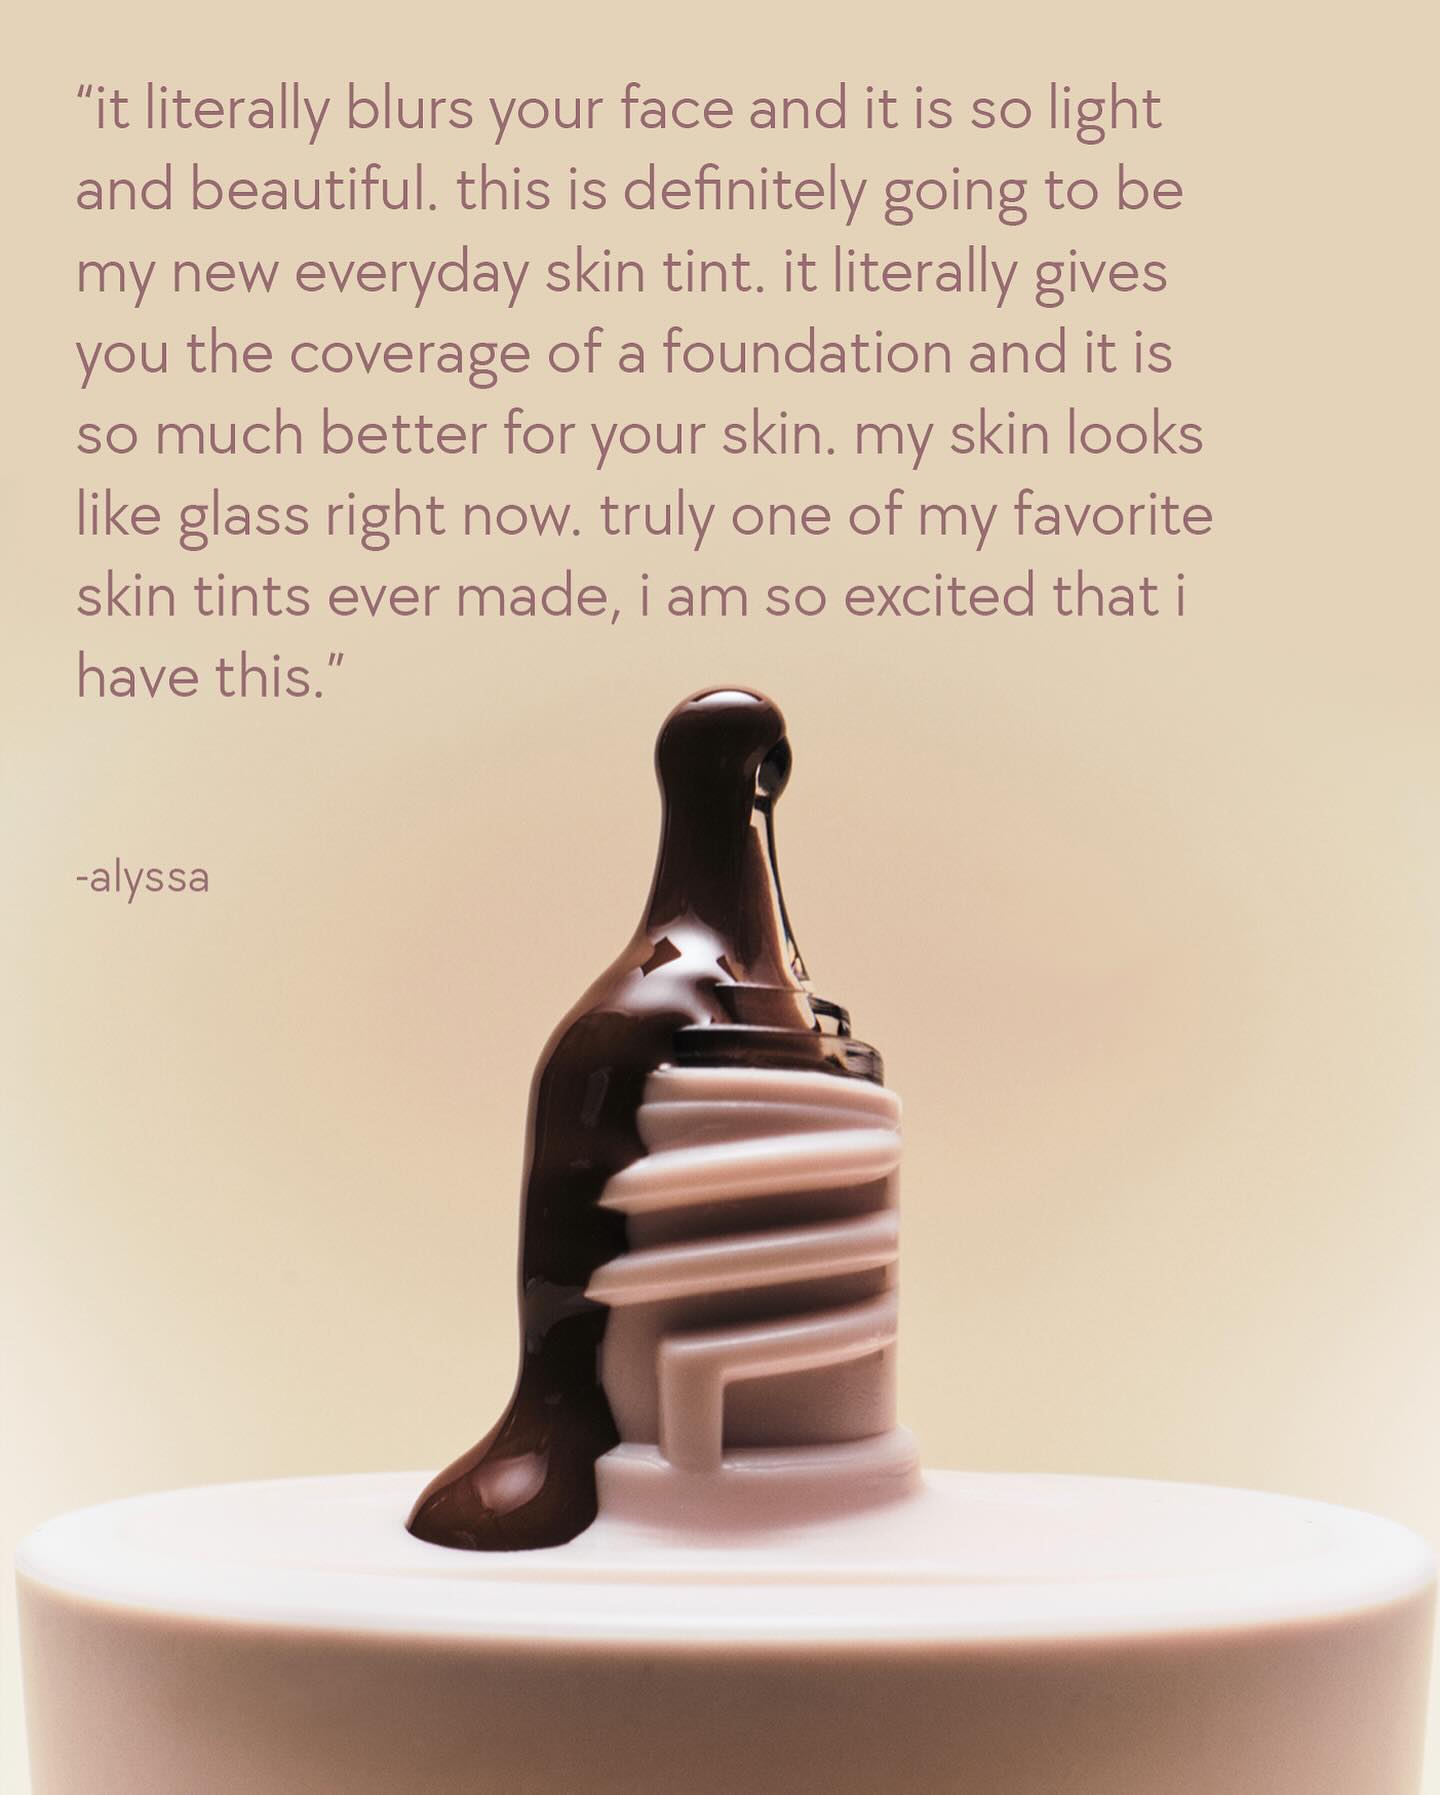 “it literally blurs your face and it is so light
and beautiful. this is definitely going to be
my new everyday skin tint. it literally gives
you the coverage of a foundation and it is
so much better for your skin. my skin looks
like glass right now. truly one of my favorite
skin tints ever made, i am so excited that i
have this.”
-alyssa